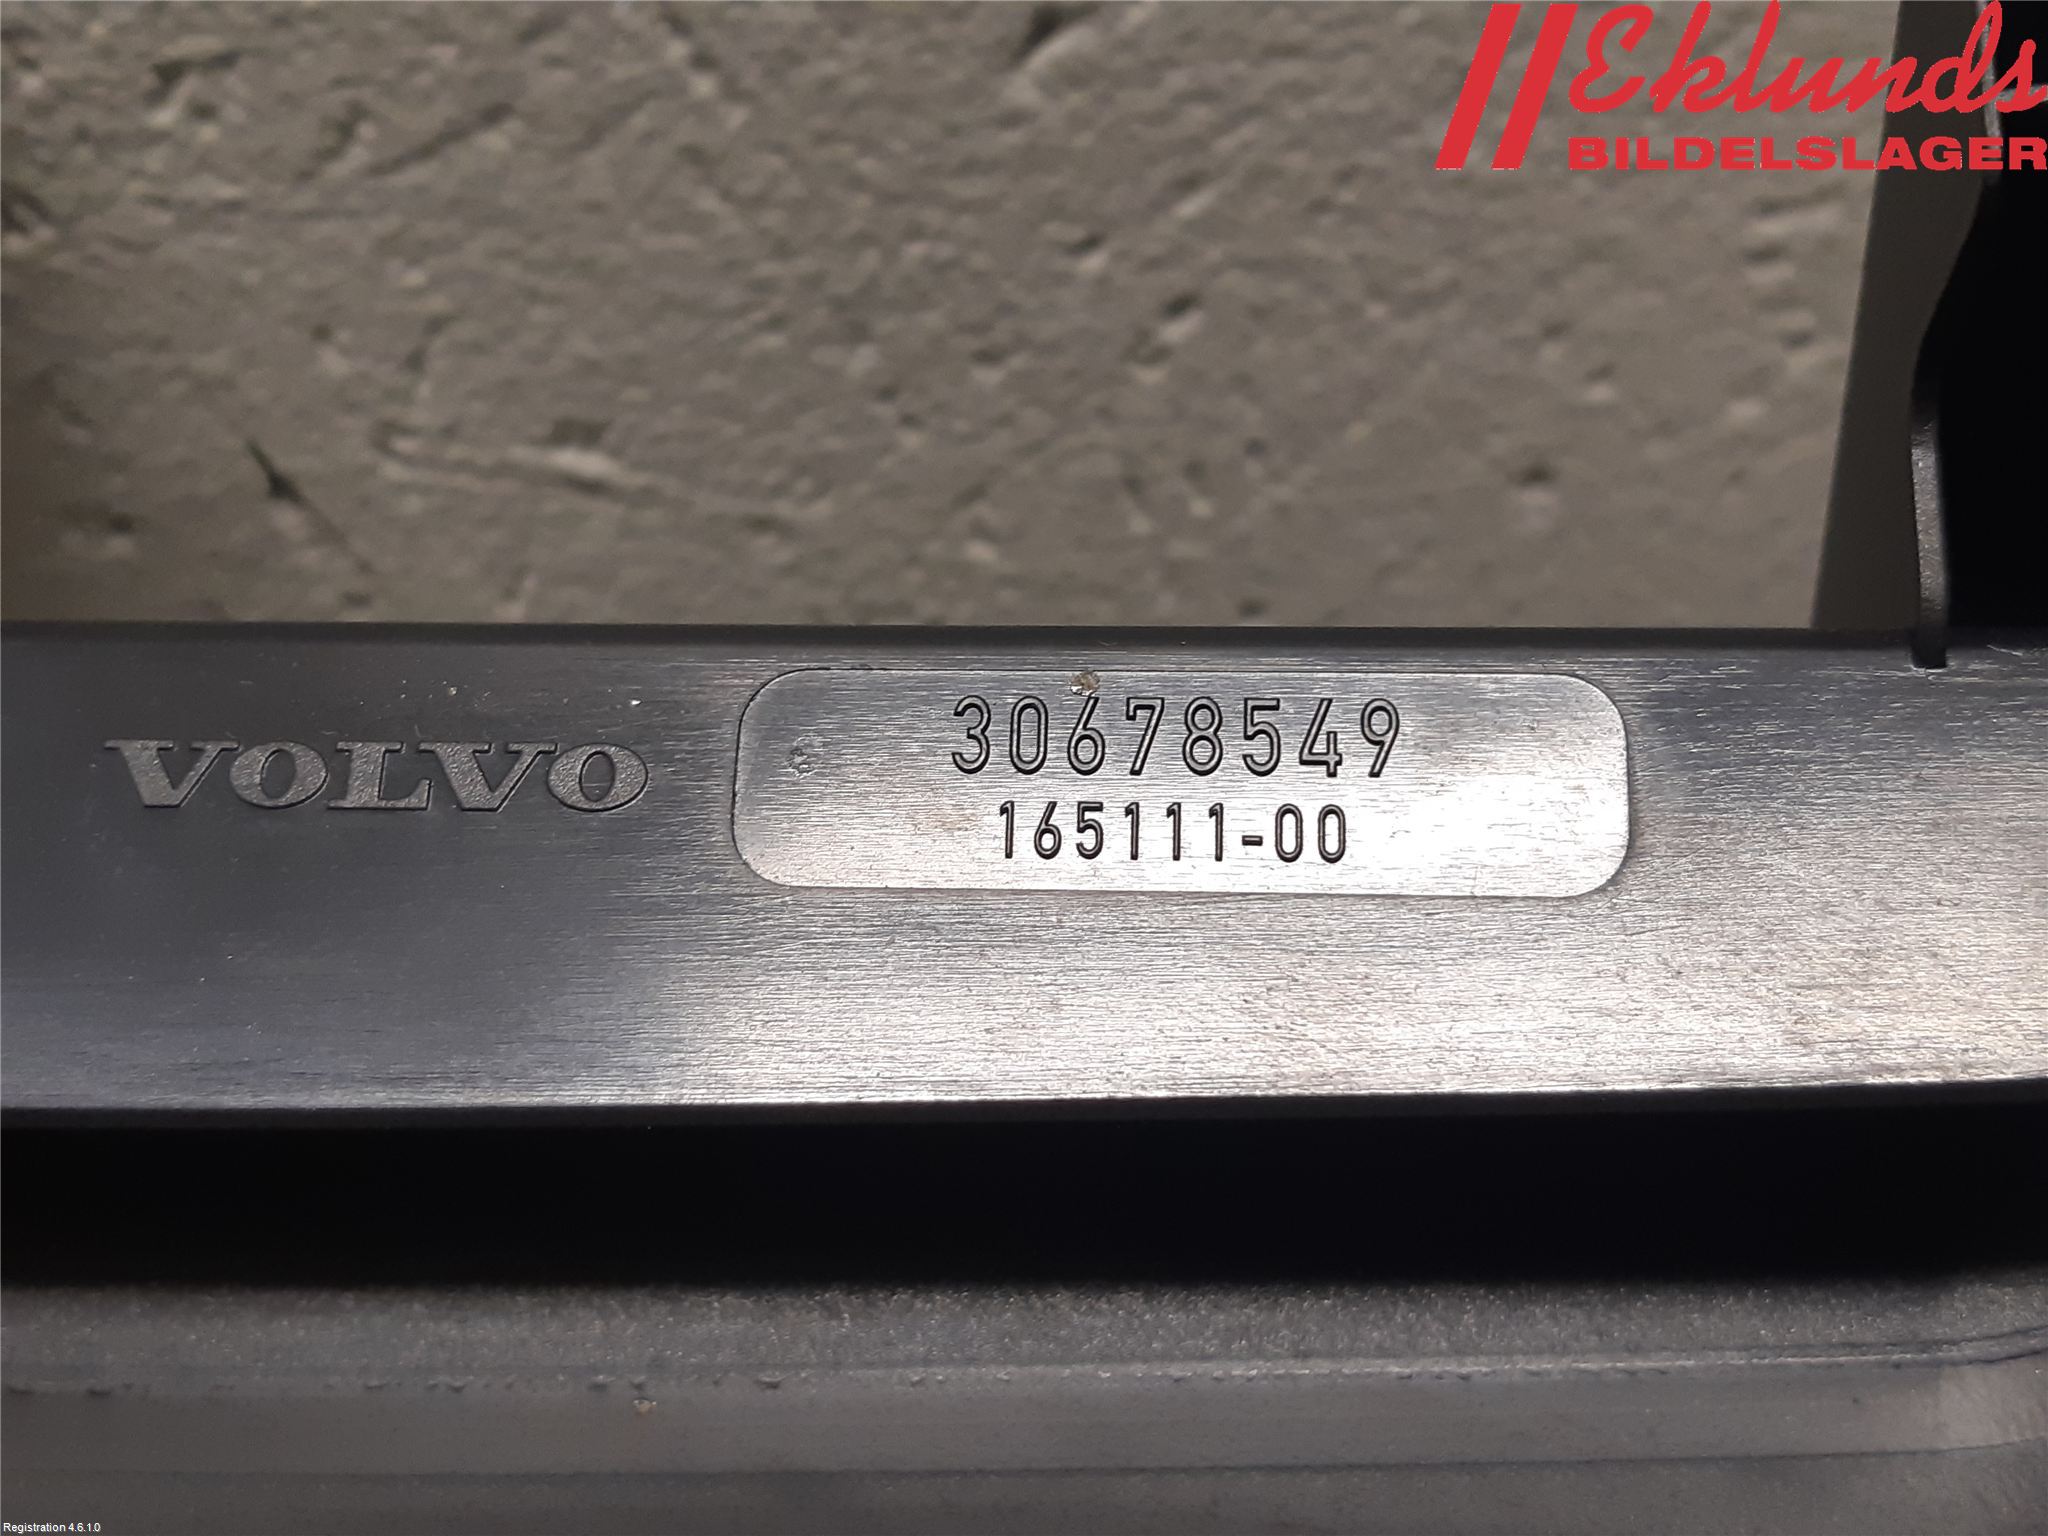 Eklunds
BILDELSLAGER
VOLVO
30678549
165111-00
Registration 4.6.1.0